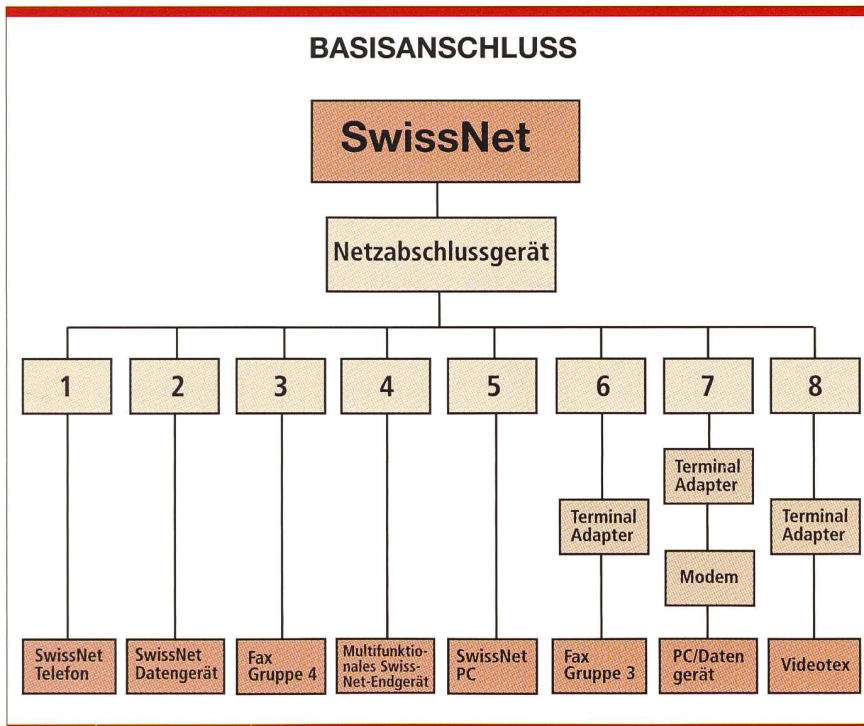 BASISANSCHLUSS
SwissNet
Netzabschlussgerät
1 2 3 4 5 6 7 8
Terminal
Adapter
Terminal
Adapter
Terminal
Adapter
Modem
SwissNet
Telefon
SwissNet
Datengerät
Fax
Gruppe 4
Multifunktio-
nales Swiss-
Net-Endgerät
SwissNet
PC
Fax
Gruppe 3
PC/Daten
gerät
Videotex